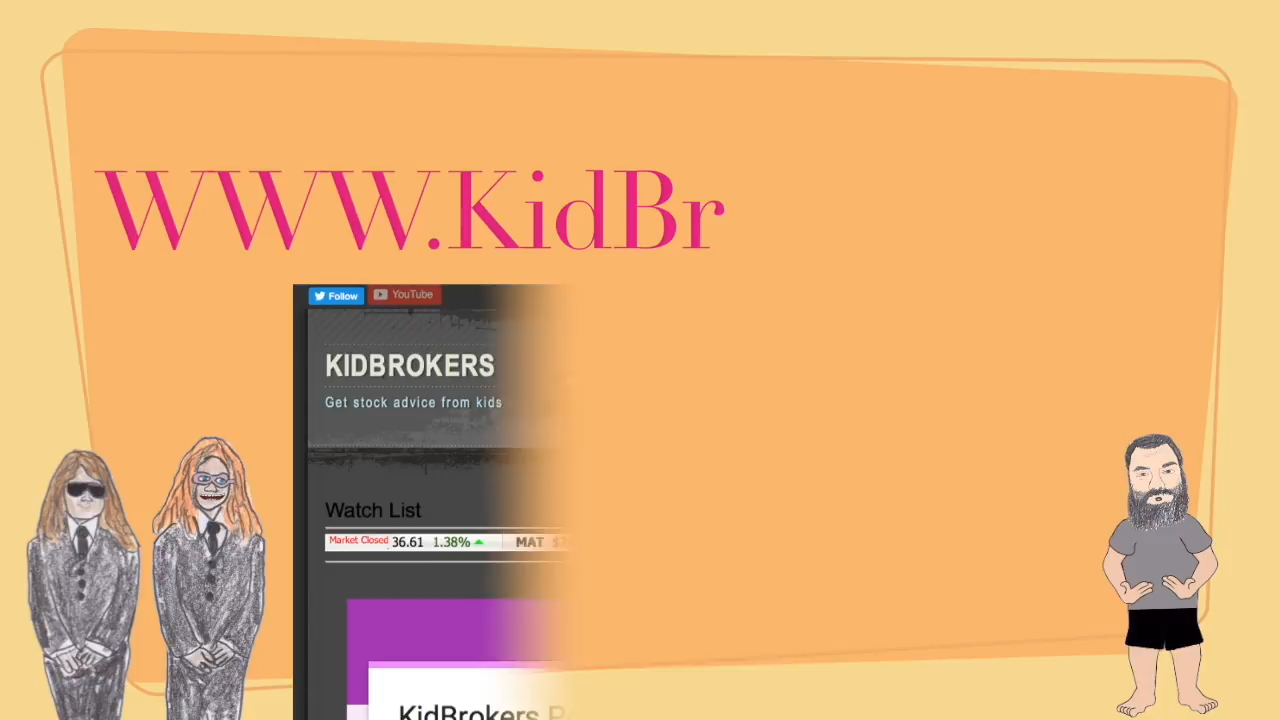 WWW.KidBr
Follow YouTube
KIDBROKERS
Get stock advice from kids
Watch List
Market Closed 36.61 1.38% MAT
KidBrokers